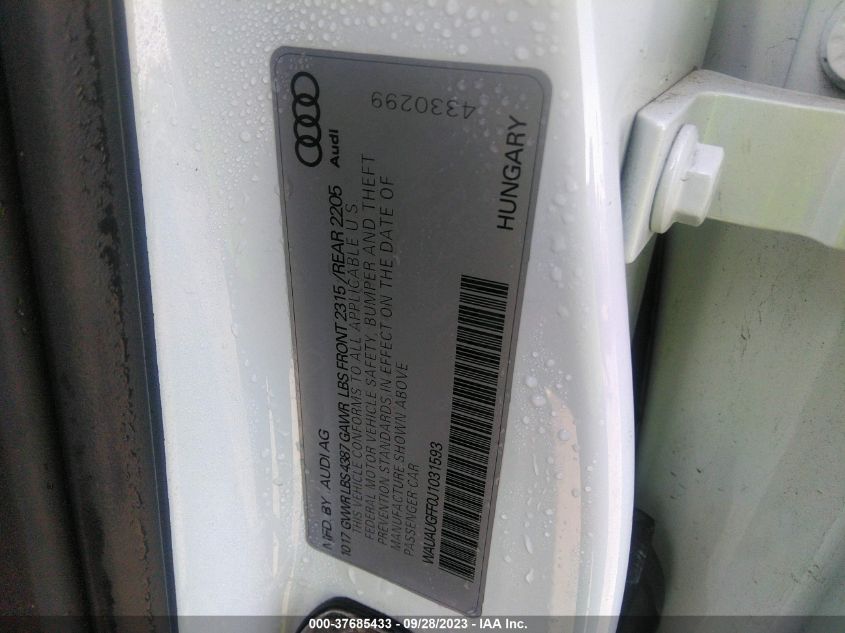 Audi
4330299
MFD. BY AUDI AG
10 17 GVWR LBS 4387 GAWR LBS FRONT 2315 /REAR 2205
THIS VEHICLE CONFORMS TO ALL APPLICABLE U S
FEDERAL MOTOR VEHICLE SAFETY, BUMPER AND THEFT
PREVENTION STANDARDS IN EFFECT ON THE DATE OF
MANUFACTURE SHOWN ABOVE
PASSENGER CAR
HUNGARY
WAUAUGFF0J1031593
000-37685433 - 09/28/2023 - IAA Inc.